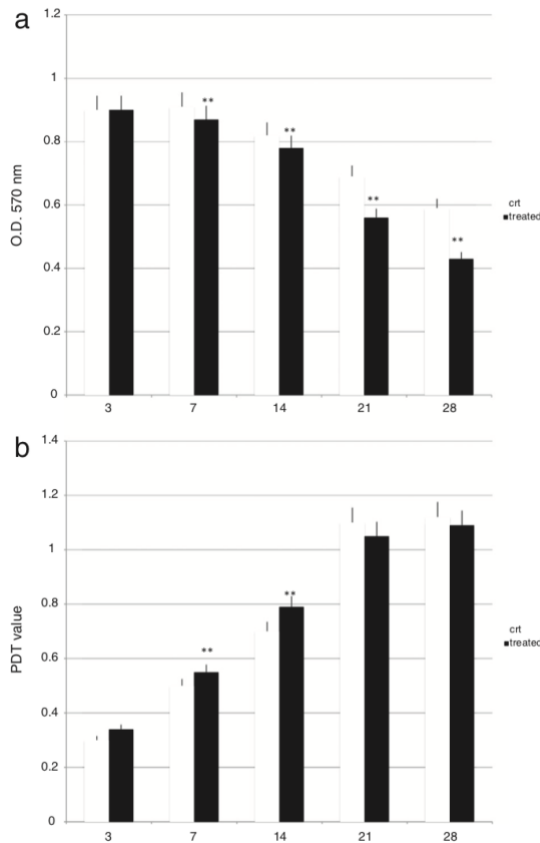 a
1.2
1
0.8
0.6
0.4
0.2
0
O.D. 570 nm
** ** ** **
crt
■treated
3 7 14 21 28
b
1.4
1.2
1
0.8
0.6
0.4
0.2
0
PDT value
** **
crt
■treated
3 7 14 21 28